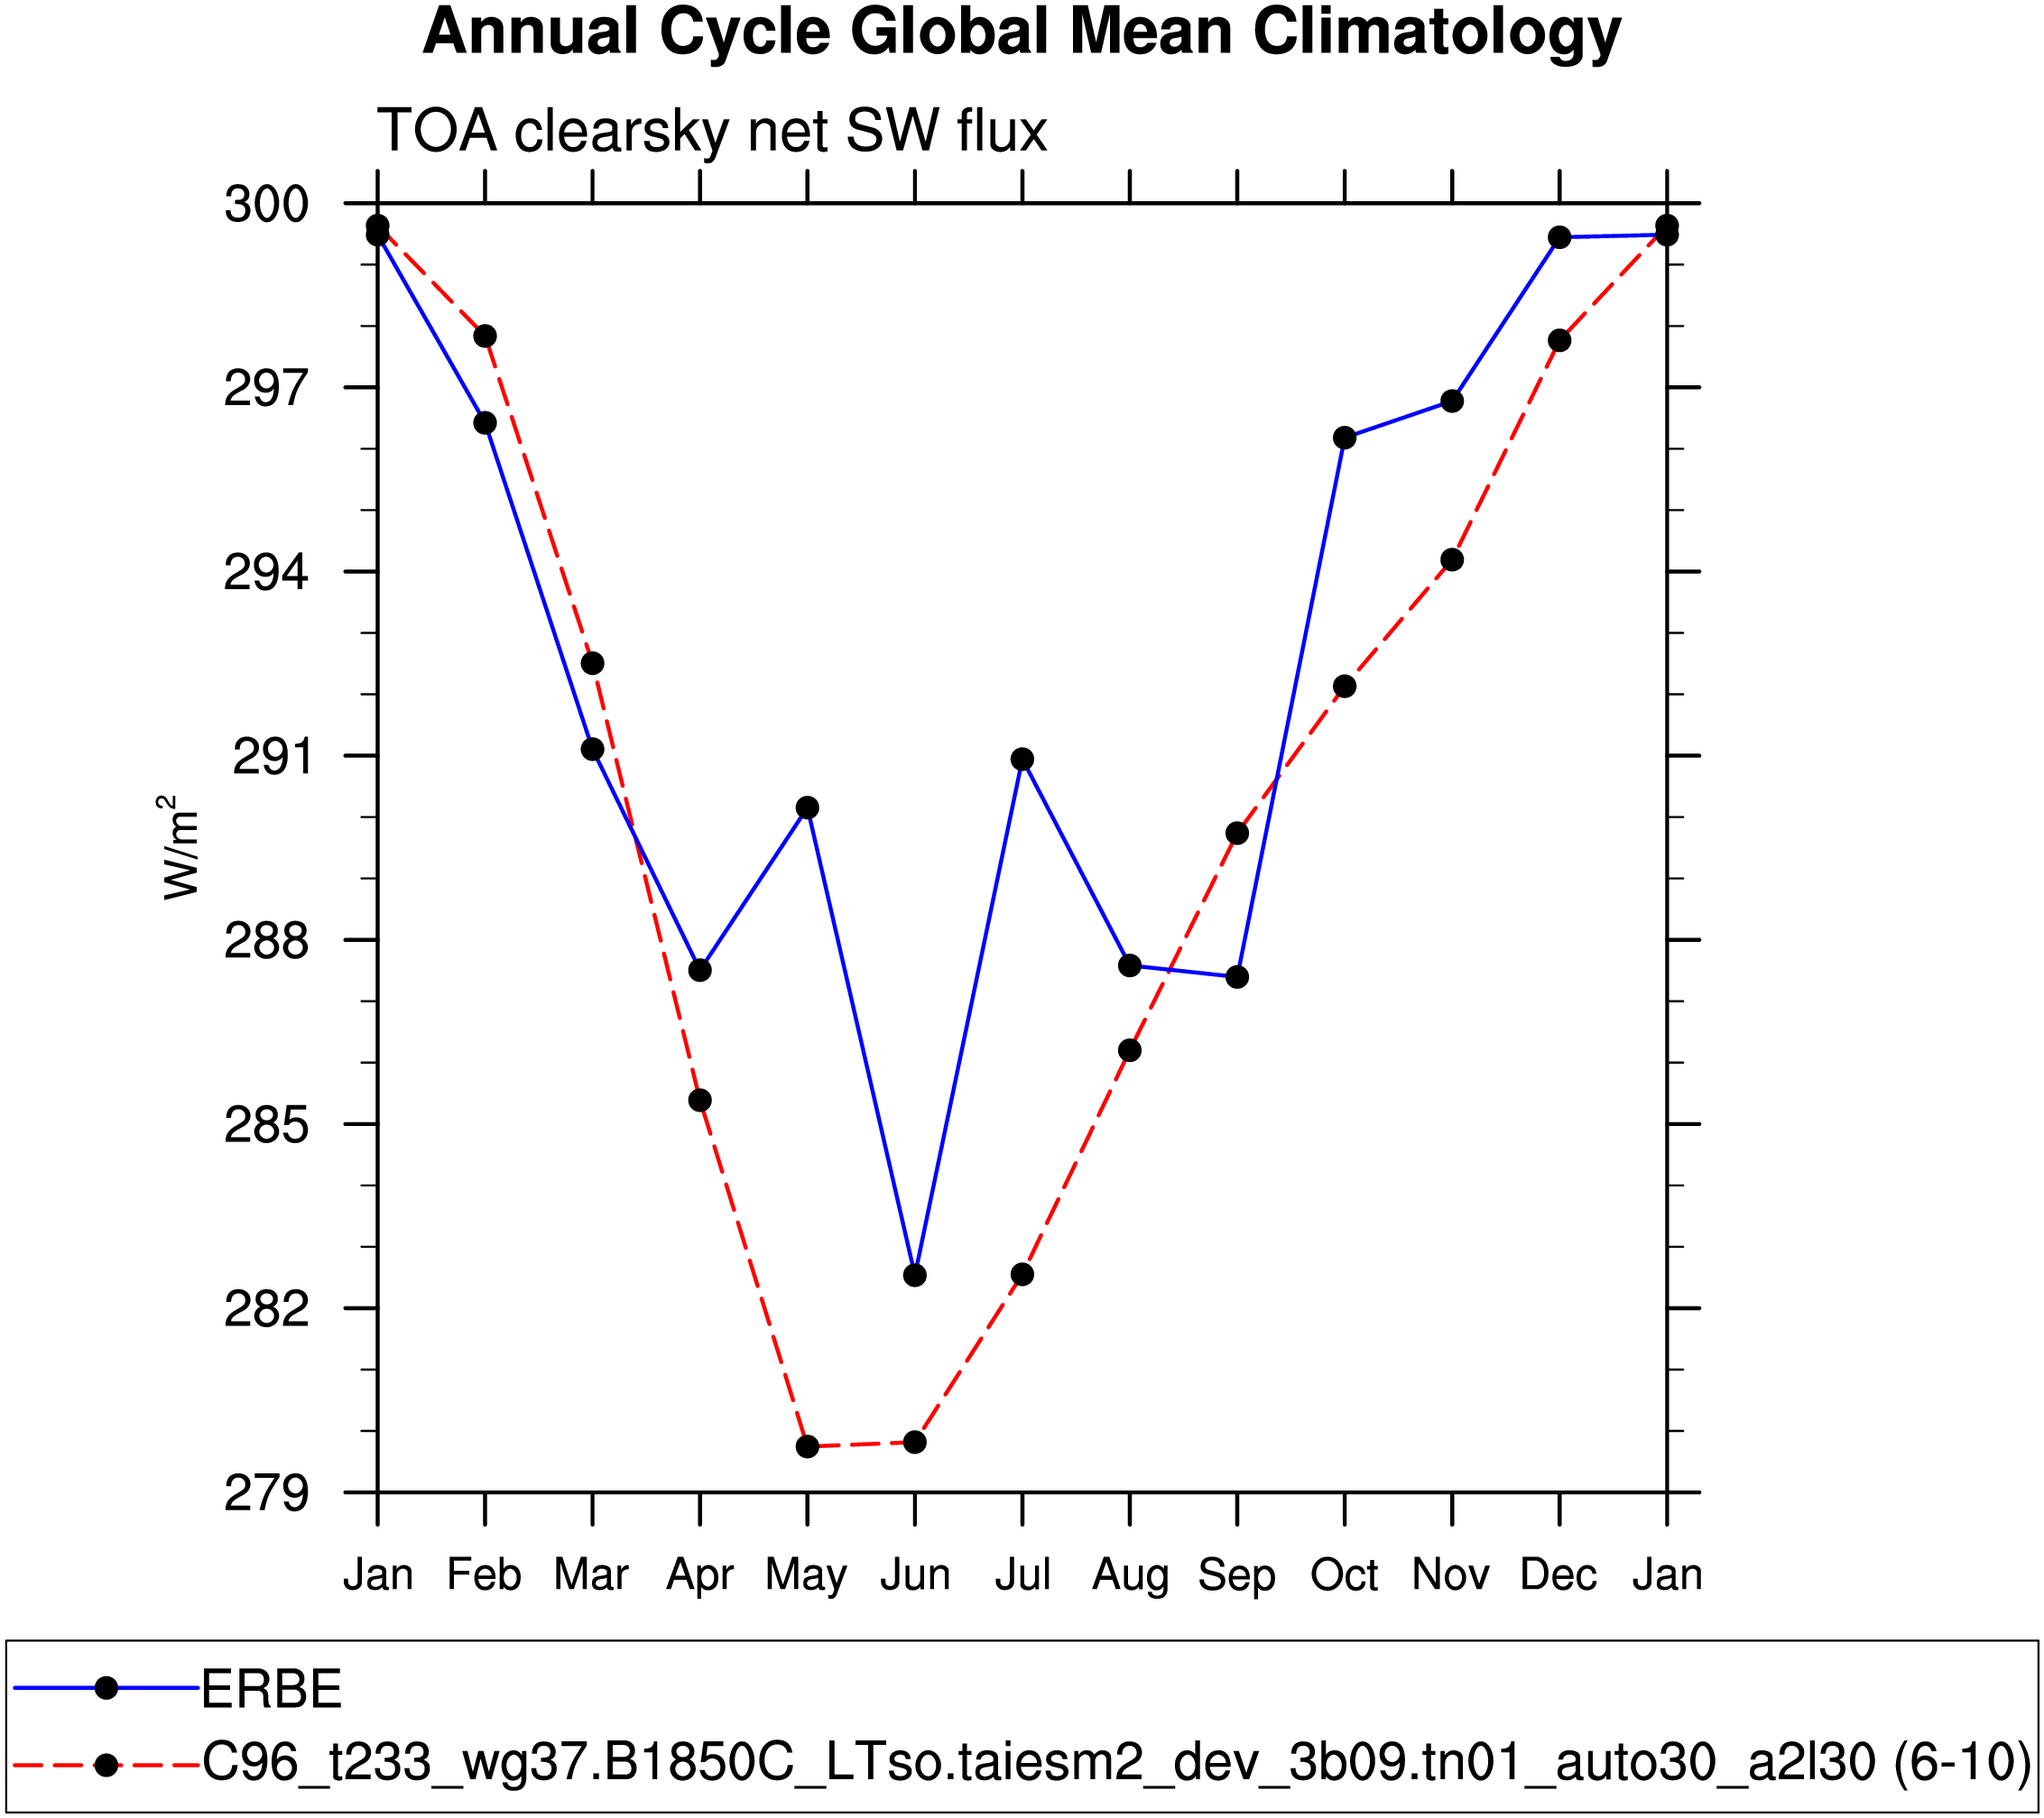 Annual Cycle Global Mean Climatology
TOA clearsky net SW flux
300
297
294
291
288
285
282
279
W/m²
Jan Feb Mar Apr May Jun Jul Aug Sep Oct Nov Dec Jan
ERBE
C96_t233_wg37.B1850C_LTso.taiesm2_dev_3b09.tn01_auto30_a2l30 (6-10)